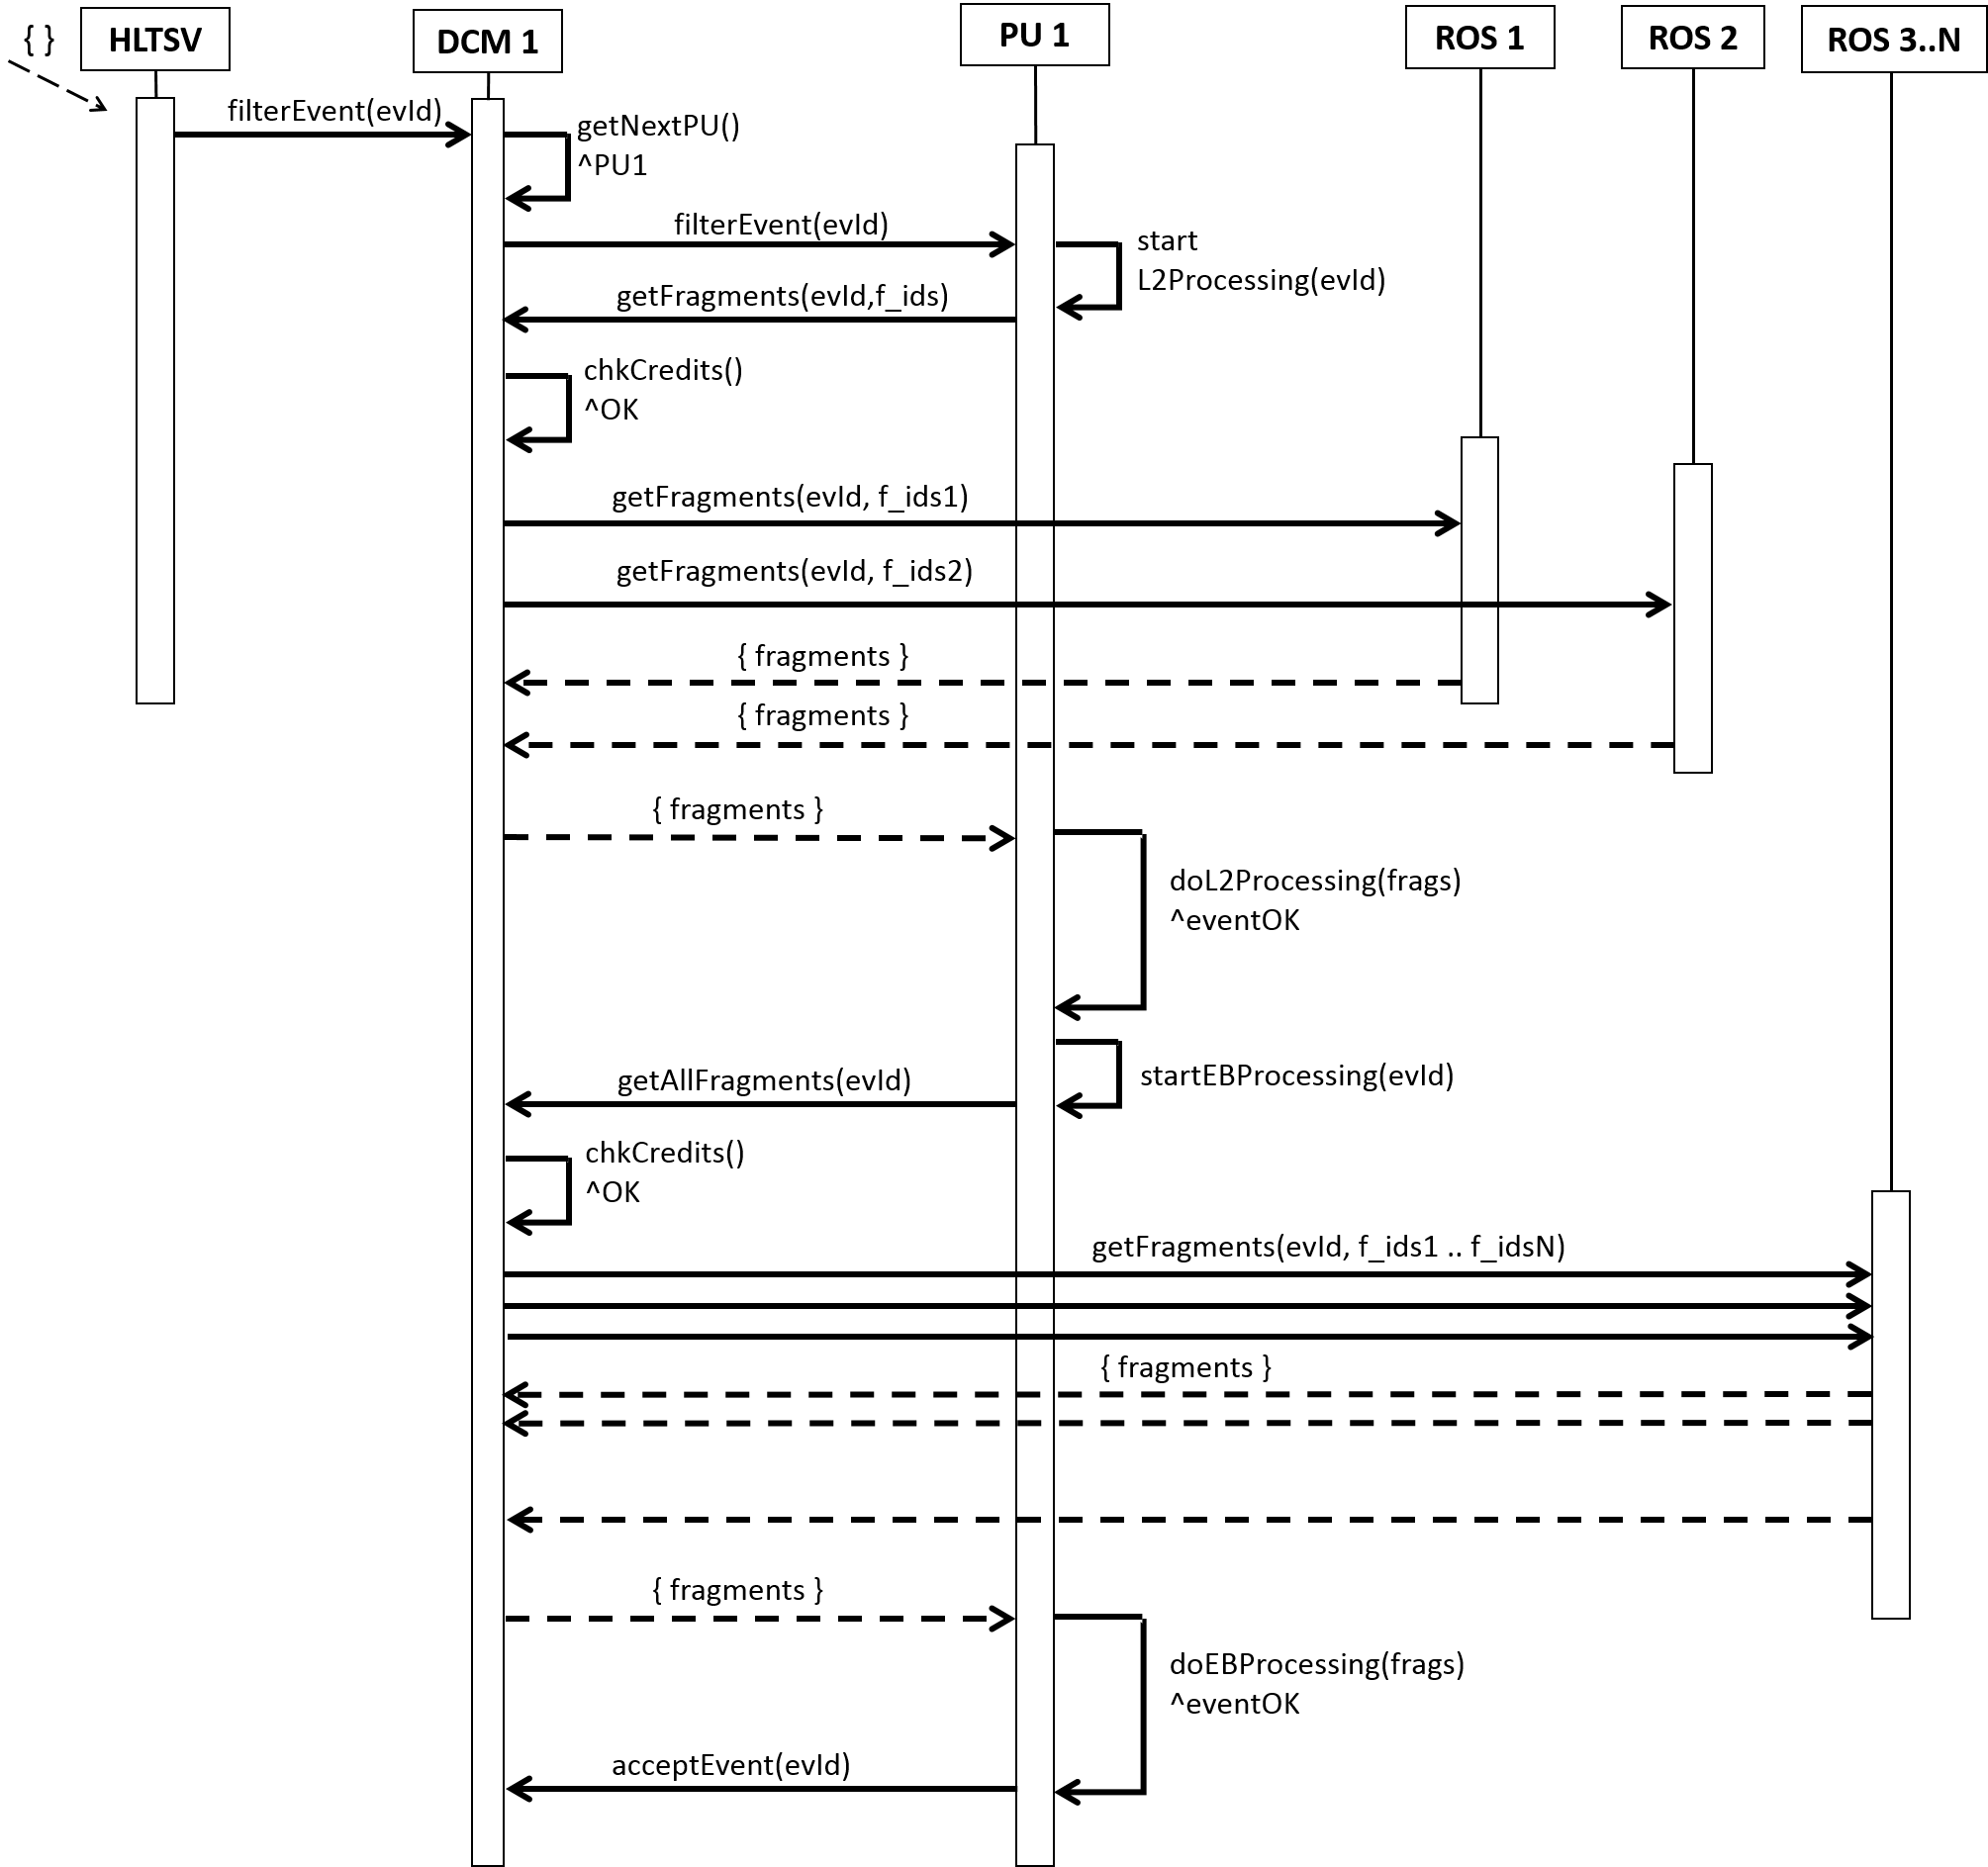 { }
HLTSV
DCM 1
PU 1
ROS 1
ROS 2
ROS 3..N
filterEvent(evId)
getNextPU()
^PU1
filterEvent(evId)
start
L2Processing(evId)
getFragments(evId,f_ids)
chkCredits()
^OK
getFragments(evId, f_ids1)
getFragments(evId, f_ids2)
{ fragments }
{ fragments }
{ fragments }
doL2Processing(frags)
^eventOK
startEBProcessing(evId)
getAllFragments(evId)
chkCredits()
^OK
getFragments(evId, f_ids1 .. f_idsN)
{ fragments }
{ fragments }
doEBProcessing(frags)
^eventOK
acceptEvent(evId)